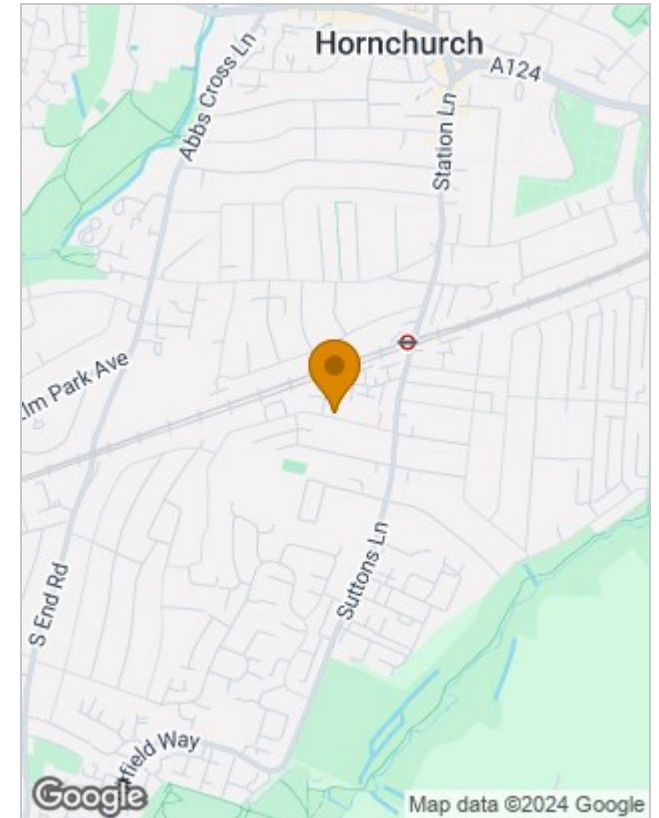 Hornchurch
A124
Abbs Cross Ln
Station Ln
lm Park Ave
Suttons Ln
S End Rd
field Way
Google
Map data ©2024 Google